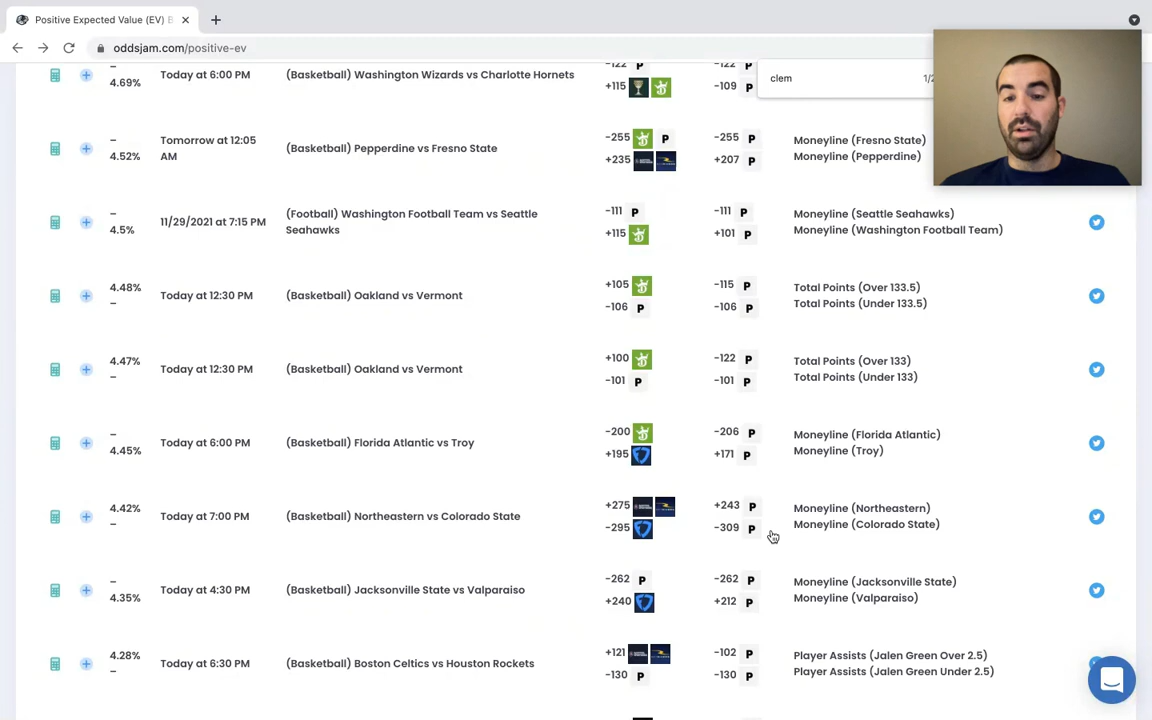 Positive Expected Value (EV) B
oddsjam.com/positive-ev
clem 1/2
–
4.69% Today at 6:00 PM (Basketball) Washington Wizards vs Charlotte Hornets -122 P -122 P
+115 -109 P
–
4.52% Tomorrow at 12:05 AM (Basketball) Pepperdine vs Fresno State -255 P -255 P Moneyline (Fresno State)
+235 +207 P Moneyline (Pepperdine)
–
4.5% 11/29/2021 at 7:15 PM (Football) Washington Football Team vs Seattle Seahawks -111 P -111 P Moneyline (Seattle Seahawks)
+115 +101 P Moneyline (Washington Football Team)
4.48%
– Today at 12:30 PM (Basketball) Oakland vs Vermont +105 -115 P Total Points (Over 133.5)
-106 P -106 P Total Points (Under 133.5)
4.47%
– Today at 12:30 PM (Basketball) Oakland vs Vermont +100 -122 P Total Points (Over 133)
-101 P -101 P Total Points (Under 133)
–
4.45% Today at 6:00 PM (Basketball) Florida Atlantic vs Troy -200 -206 P Moneyline (Florida Atlantic)
+195 +171 P Moneyline (Troy)
4.42%
– Today at 7:00 PM (Basketball) Northeastern vs Colorado State +275 +243 P Moneyline (Northeastern)
-295 -309 P Moneyline (Colorado State)
–
4.35% Today at 4:30 PM (Basketball) Jacksonville State vs Valparaiso -262 P -262 P Moneyline (Jacksonville State)
+240 +212 P Moneyline (Valparaiso)
4.28%
– Today at 6:30 PM (Basketball) Boston Celtics vs Houston Rockets +121 -102 P Player Assists (Jalen Green Over 2.5)
-130 P -130 P Player Assists (Jalen Green Under 2.5)